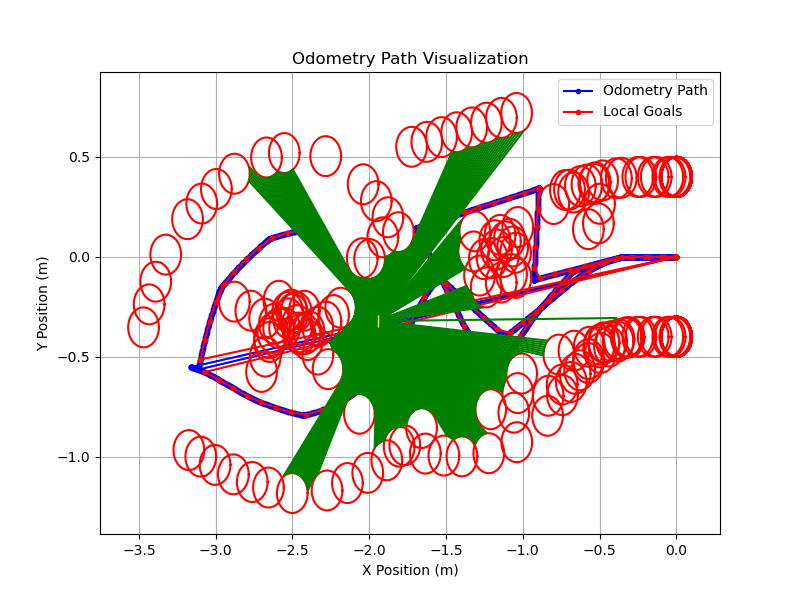 Odometry Path Visualization
Odometry Path
Local Goals
Y Position (m)
0.5
0.0
−0.5
−1.0
−3.5 −3.0 −2.5 −2.0 −1.5 −1.0 −0.5 0.0
X Position (m)